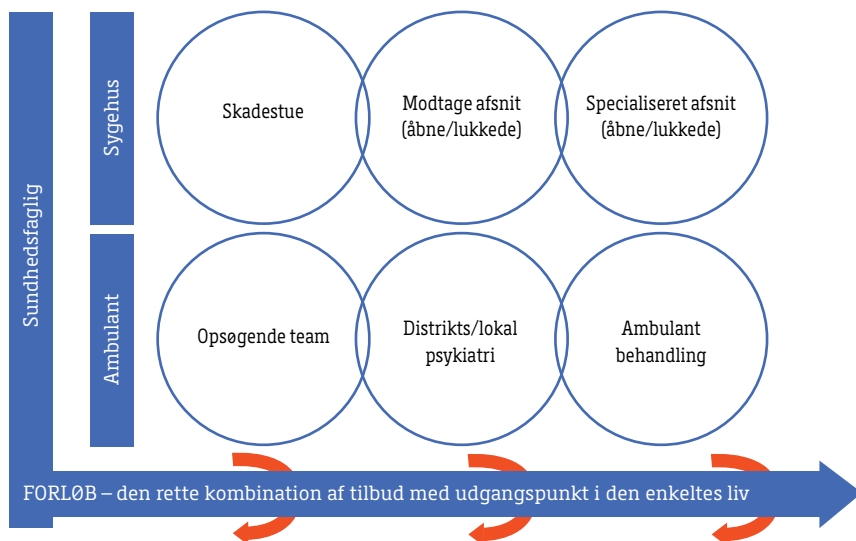 Sundhedsfaglig
Sygehus
Skadestue
Modtage afsnit
(åbne/lukkede)
Specialiseret afsnit
(åbne/lukkede)
Ambulant
Opsøgende team
Distrikts/lokal
psykiatri
Ambulant
behandling
FORLØB – den rette kombination af tilbud med udgangspunkt i den enkeltes liv